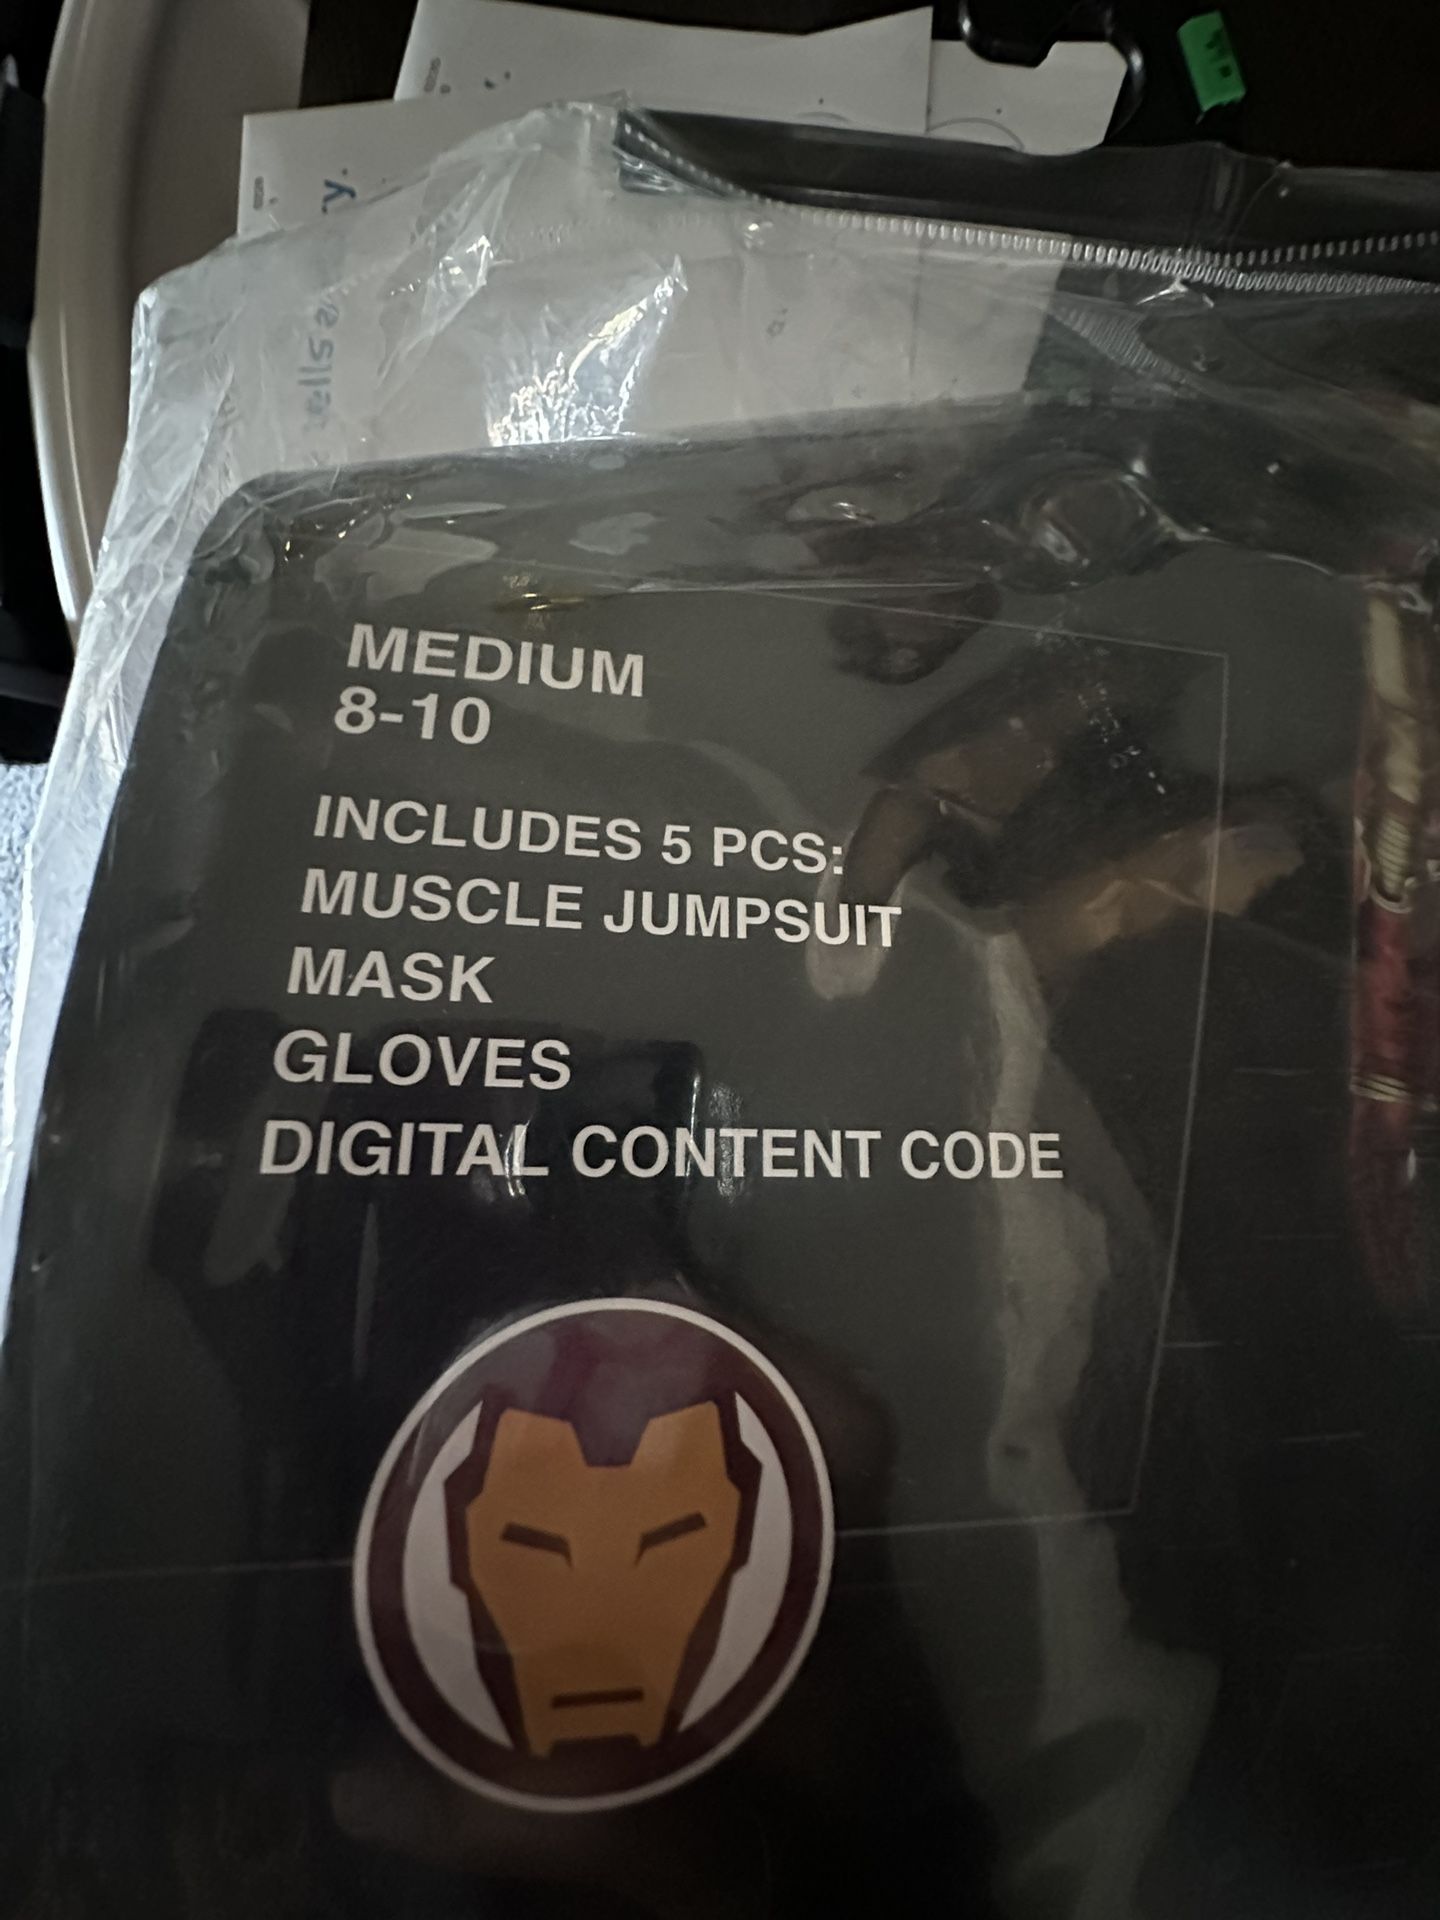 MEDIUM
8-10
INCLUDES 5 PCS:
MUSCLE JUMPSUIT
MASK
GLOVES
DIGITAL CONTENT CODE